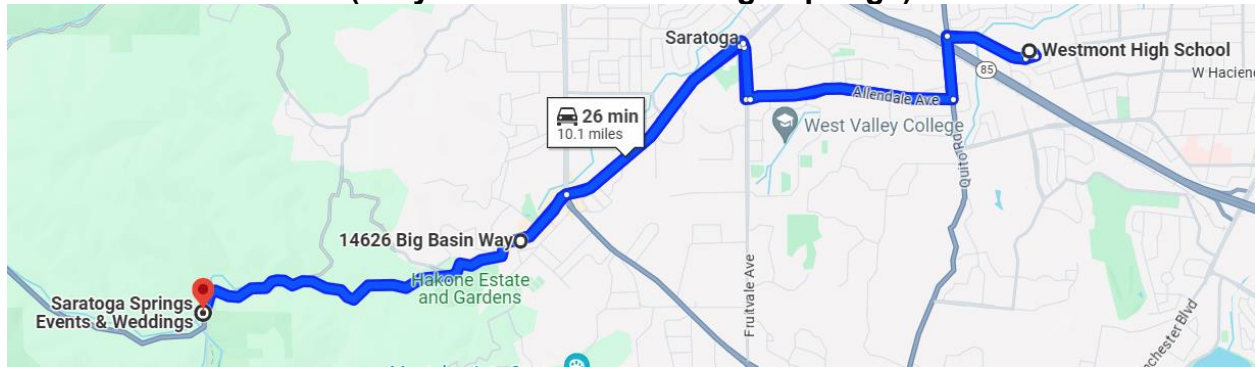 Saratoga
Westmont High School
85
W Hacien
Allendale Ave
26 min
10.1 miles
West Valley College
Quito Rd
14626 Big Basin Way
Hakone Estate
and Gardens
Fruitvale Ave
Saratoga Springs
Events & Weddings
nchester Blvd